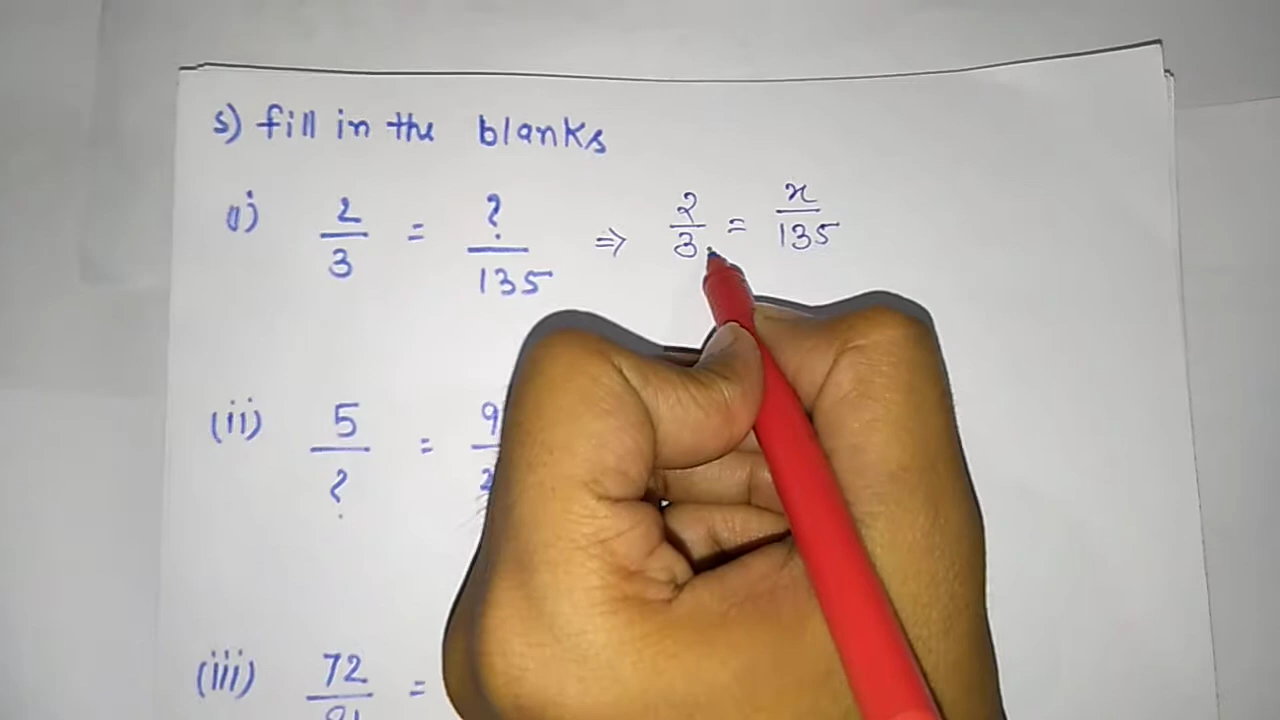 5) fill in the blanks
(i) 2/3 = ?/135 ⇒ 2/3 = x/135
(ii) 5/? = 9
(iii) 72/ =